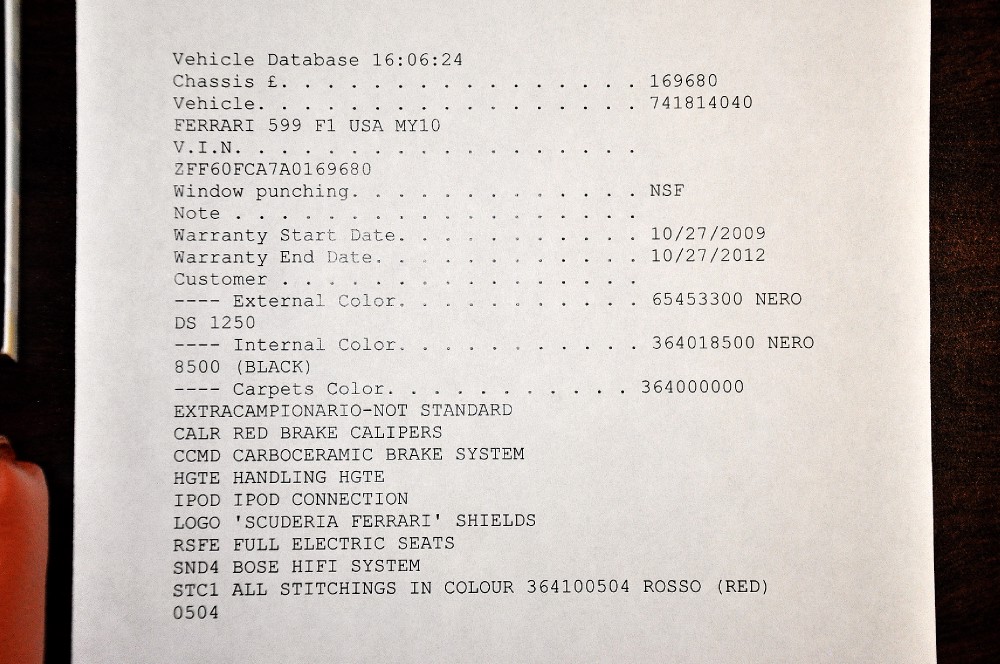 Vehicle Database 16:06:24
Chassis £. . . . . . . . . . . . . . . . . . . 169680
Vehicle. . . . . . . . . . . . . . . . . . . . 741814040
FERRARI 599 F1 USA MY10
V.I.N. . . . . . . . . . . . . . . . . . . . .
ZFF60FCA7A0169680
Window punching. . . . . . . . . . . . . . . NSF
Note . . . . . . . . . . . . . . . . . . . . .
Warranty Start Date. . . . . . . . . . . . . 10/27/2009
Warranty End Date. . . . . . . . . . . . . . 10/27/2012
Customer . . . . . . . . . . . . . . . . . . .
---- External Color. . . . . . . . . . . . . 65453300 NERO
DS 1250
---- Internal Color. . . . . . . . . . . . . 364018500 NERO
8500 (BLACK)
---- Carpets Color. . . . . . . . . . . . . 364000000
EXTRACAMPIONARIO-NOT STANDARD
CALR RED BRAKE CALIPERS
CCMD CARBOCERAMIC BRAKE SYSTEM
HGTE HANDLING HGTE
IPOD IPOD CONNECTION
LOGO 'SCUDERIA FERRARI' SHIELDS
RSFE FULL ELECTRIC SEATS
SND4 BOSE HIFI SYSTEM
STC1 ALL STITCHINGS IN COLOUR 364100504 ROSSO (RED)
0504